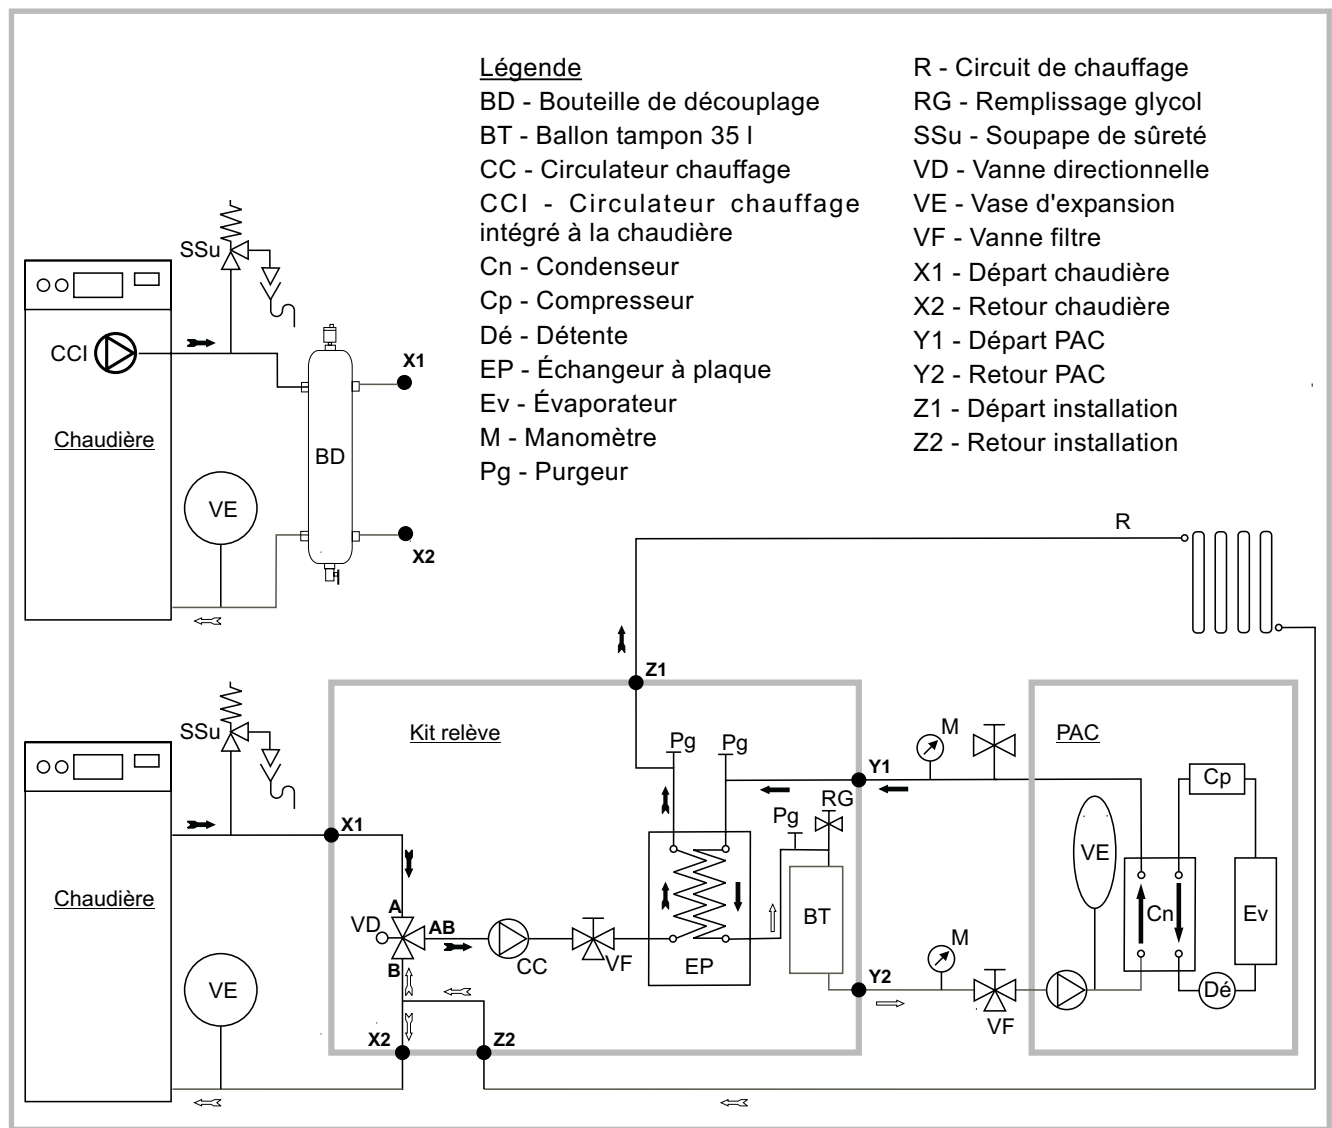 Légende
BD - Bouteille de découplage
BT - Ballon tampon 35 l
CC - Circulateur chauffage
CCI - Circulateur chauffage
intégré à la chaudière
Cn - Condenseur
Cp - Compresseur
Dé - Détente
EP - Échangeur à plaque
Ev - Évaporateur
M - Manomètre
Pg - Purgeur
R - Circuit de chauffage
RG - Remplissage glycol
SSu - Soupape de sûreté
VD - Vanne directionnelle
VE - Vase d'expansion
VF - Vanne filtre
X1 - Départ chaudière
X2 - Retour chaudière
Y1 - Départ PAC
Y2 - Retour PAC
Z1 - Départ installation
Z2 - Retour installation
SSu
CCI
X1
Chaudière
BD
VE
X2
R
Z1
SSu
Kit relève
Pg
Pg
M
PAC
Y1
Cp
RG
Pg
X1
VE
Chaudière
A
VD
AB
BT
Cn
Ev
CC
VF
EP
M
B
Y2
VE
Dé
VF
X2
Z2